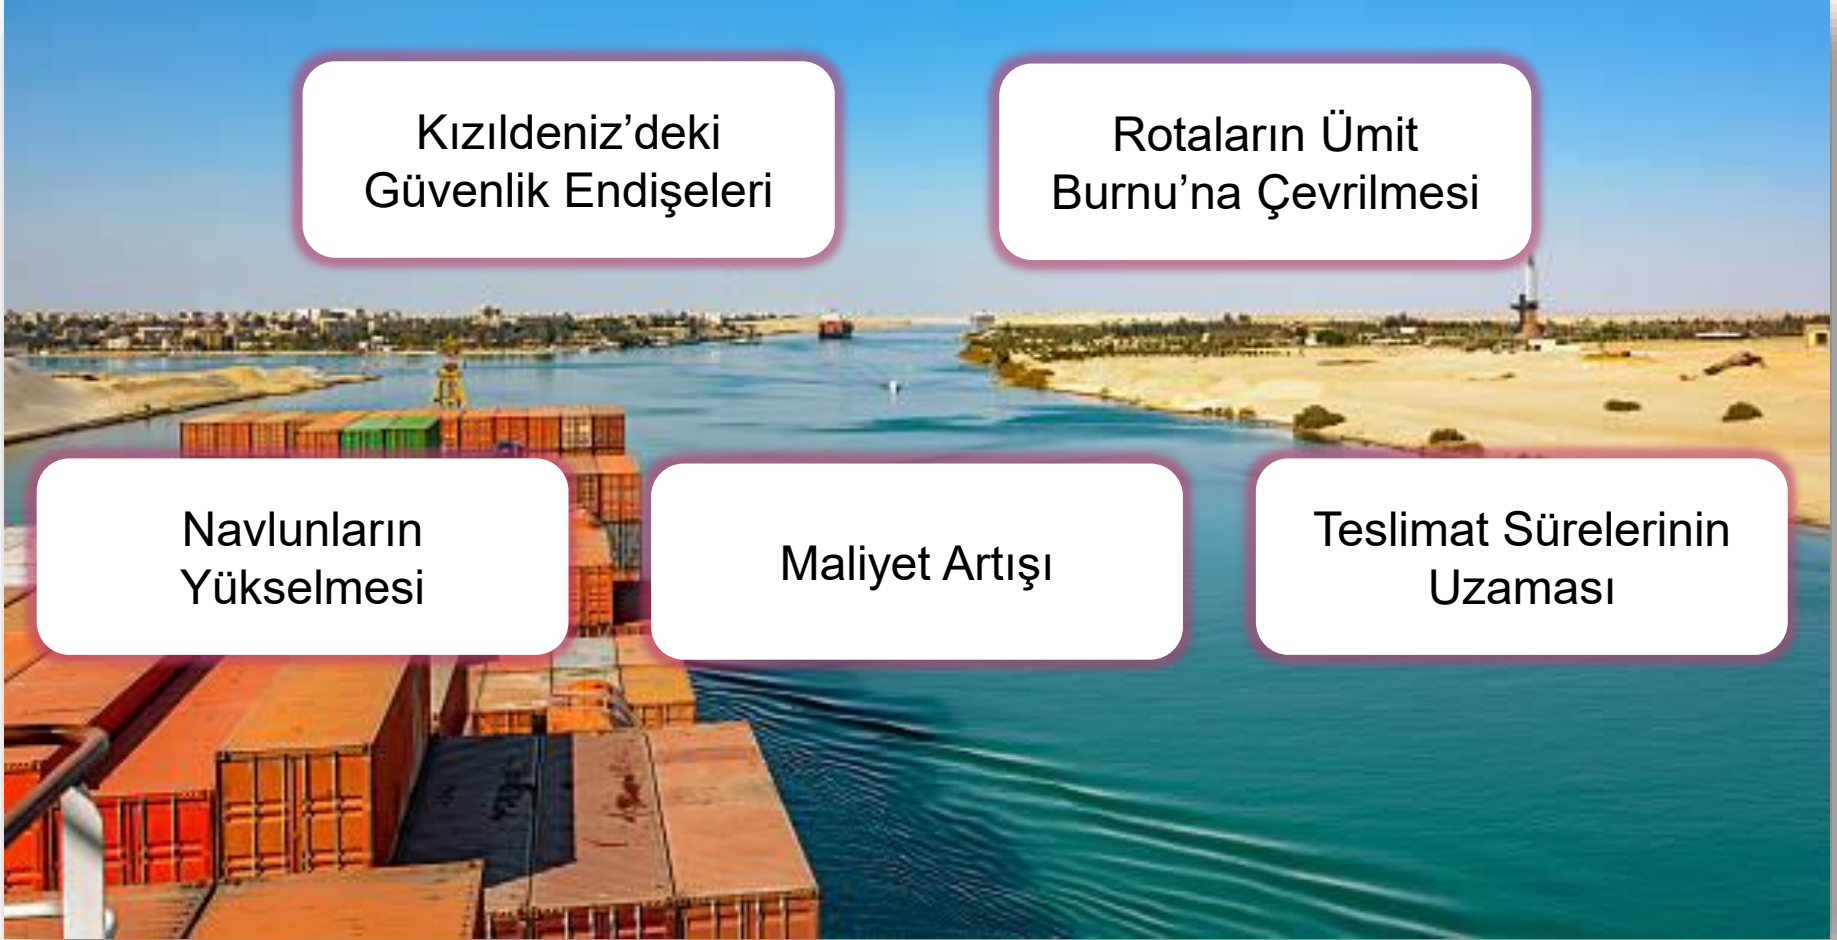 Kızıldeniz’deki
Güvenlik Endişeleri
Rotaların Ümit
Burnu’na Çevrilmesi
Navlunların
Yükselmesi
Maliyet Artışı
Teslimat Sürelerinin
Uzaması